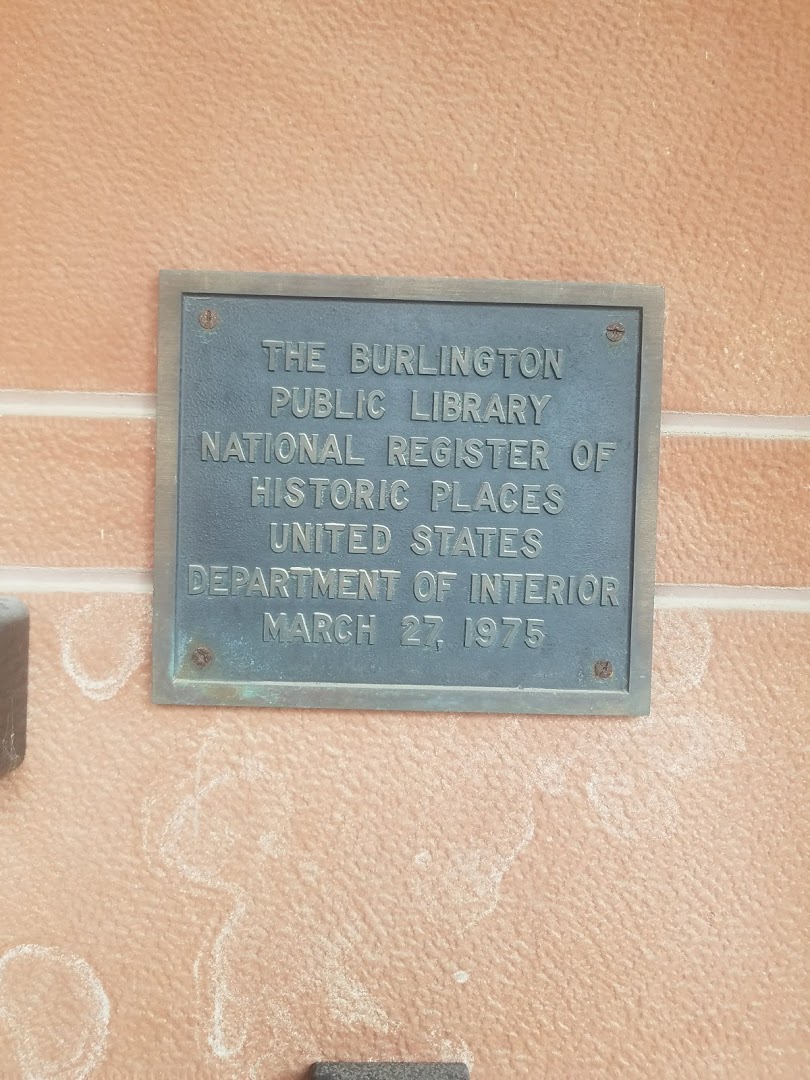 THE BURLINGTON
PUBLIC LIBRARY
NATIONAL REGISTER OF
HISTORIC PLACES
UNITED STATES
DEPARTMENT OF INTERIOR
MARCH 27, 1975